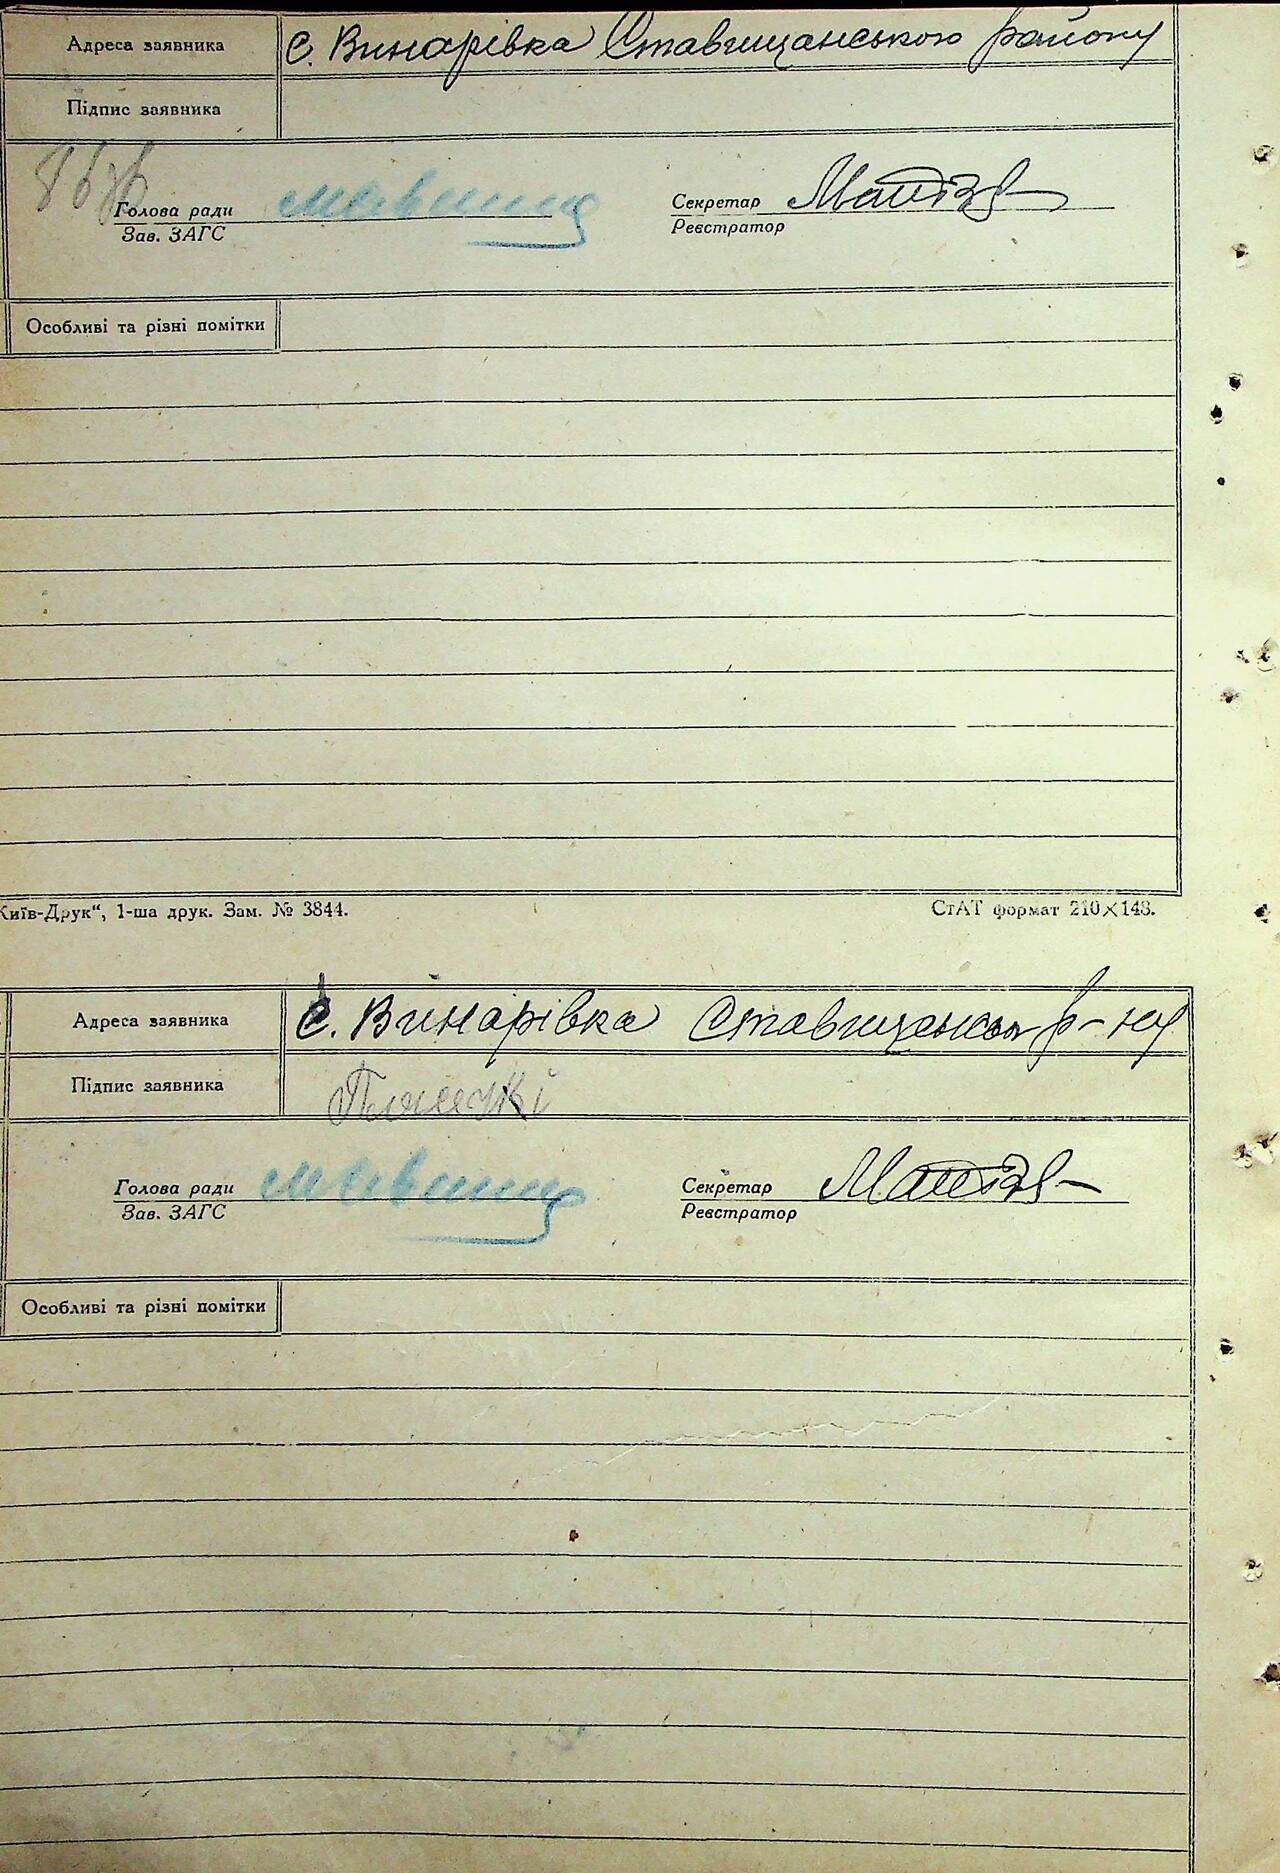 Адреса заявника с. Винарівка Ставищанського району
Підпис заявника
Голова ради Секретар
Зав. ЗАГС Реєстратор
Особливі та різні помітки
Київ-Друк“, 1-ша друк. Зам. № 3844. СтАТ формат 210×148.
Адреса заявника с. Винарівка р-ну
Підпис заявника
Голова ради Секретар
Зав. ЗАГС Реєстратор
Особливі та різні помітки